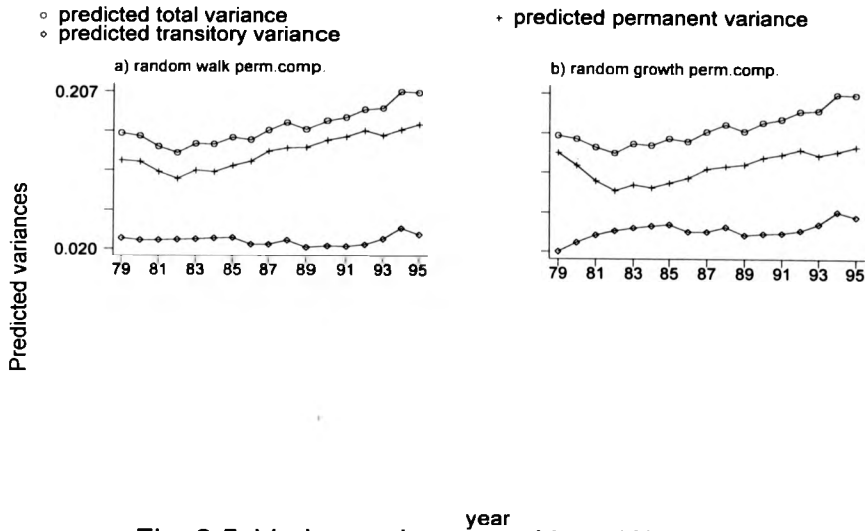 predicted total variance
predicted transitory variance
predicted permanent variance
a) random walk perm.comp.
b) random growth perm.comp.
0.207
0.020
Predicted variances
79 81 83 85 87 89 91 93 95
79 81 83 85 87 89 91 93 95
year